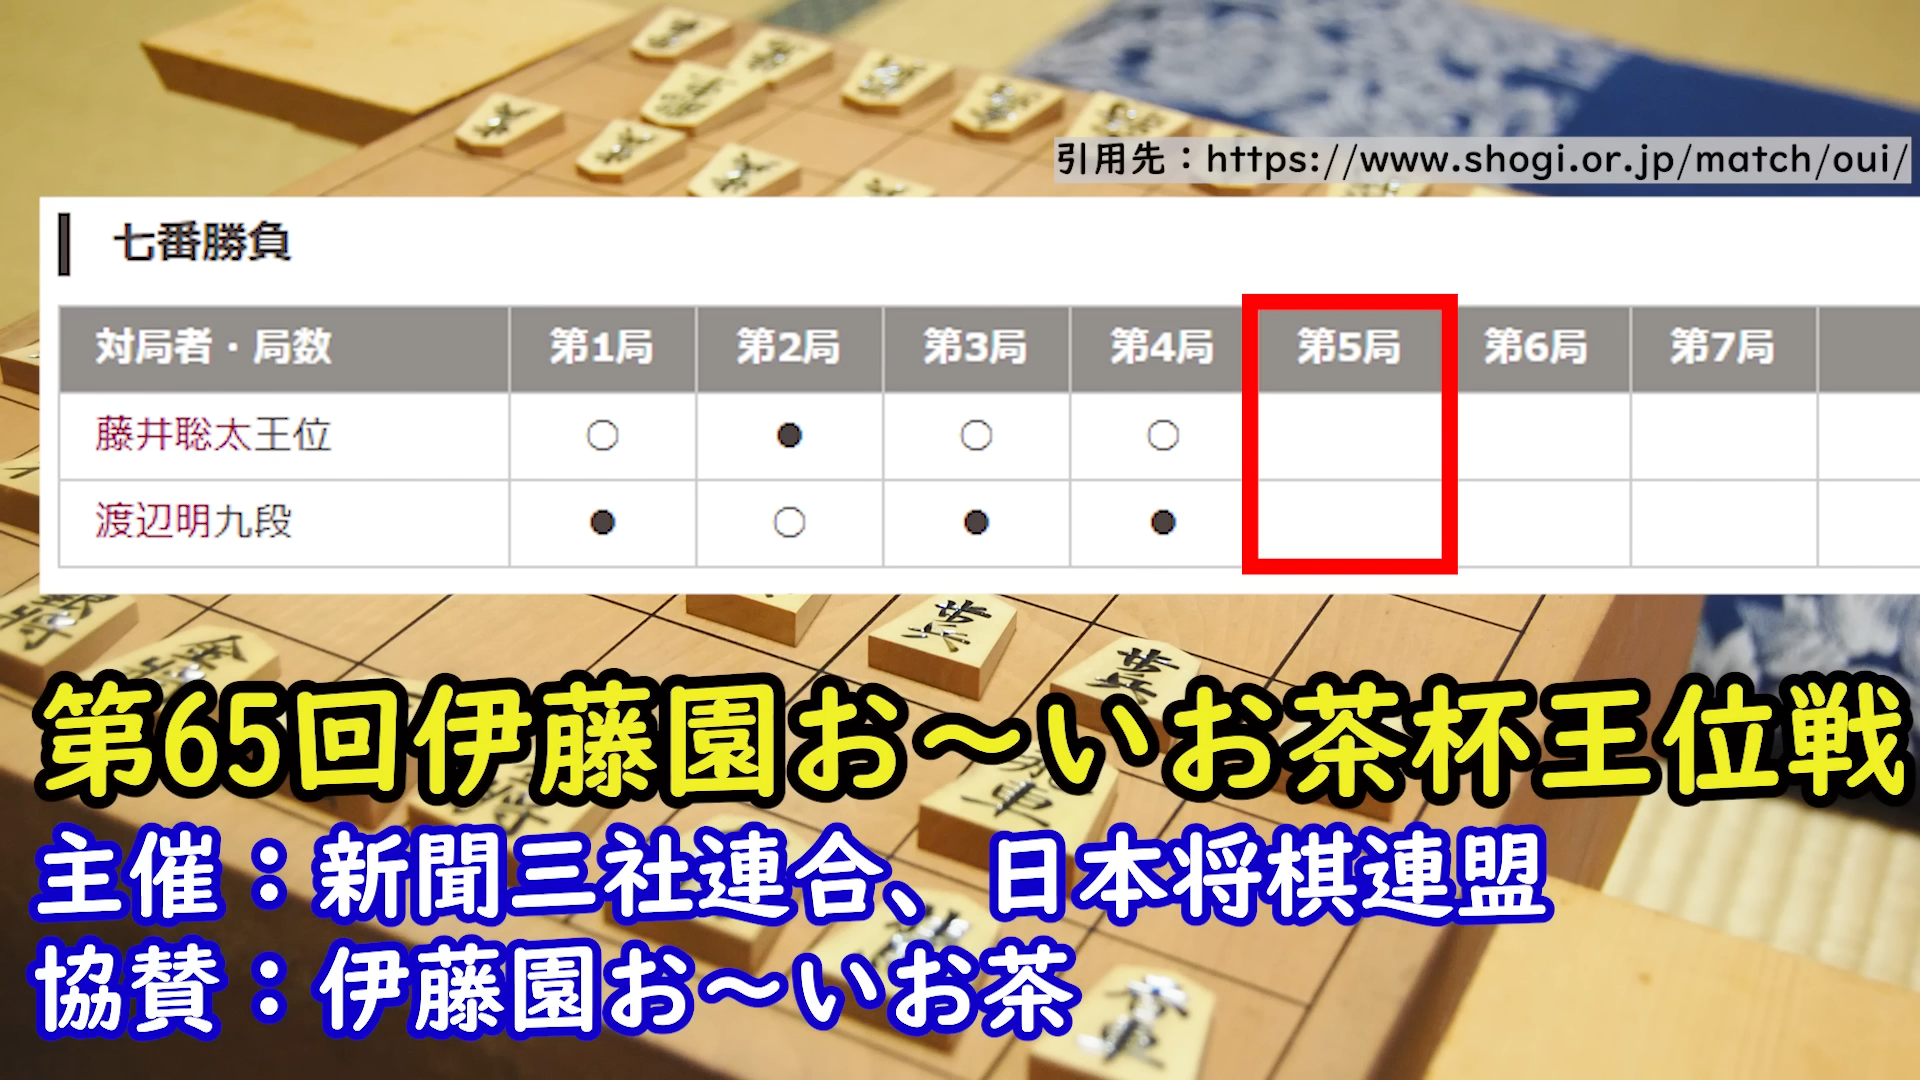 引用先：https://www.shogi.or.jp/match/oui/
七番勝負
対局者・局数 第1局 第2局 第3局 第4局 第5局 第6局 第7局
藤井聡太王位 ○ ● ○ ○
渡辺明九段 ● ○ ● ●
第65回伊藤園お～いお茶杯王位戦
主催：新聞三社連合、日本将棋連盟
協賛：伊藤園お～いお茶